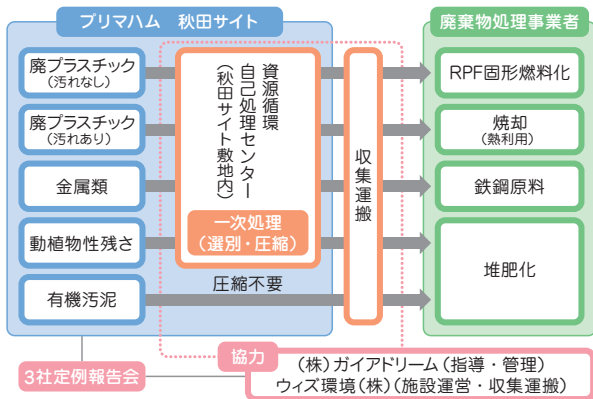 プリマハム 秋田サイト
廃棄物処理事業者
廃プラスチック
(汚れなし)
廃プラスチック
(汚れあり)
金属類
動植物性残さ
有機汚泥
資源循環
自己処理センター
(秋田サイト敷地内)
一次処理
(選別・圧縮)
圧縮不要
収集運搬
RPF固形燃料化
焼却
(熱利用)
鉄鋼原料
堆肥化
協力
3社定例報告会
(株)ガイアドリーム(指導・管理)
ウィズ環境(株)(施設運営・収集運搬)